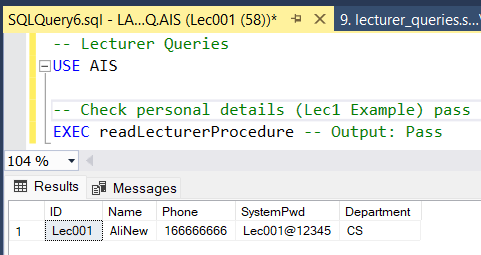 SQLQuery6.sql - LA...Q.AIS (Lec001 (58))* 9. lecturer_queries.s...
-- Lecturer Queries
USE AIS
-- Check personal details (Lec1 Example) pass
EXEC readLecturerProcedure -- Output: Pass
104 %
Results Messages
ID Name Phone SystemPwd Department
1 Lec001 AliNew 166666666 Lec001@12345 CS